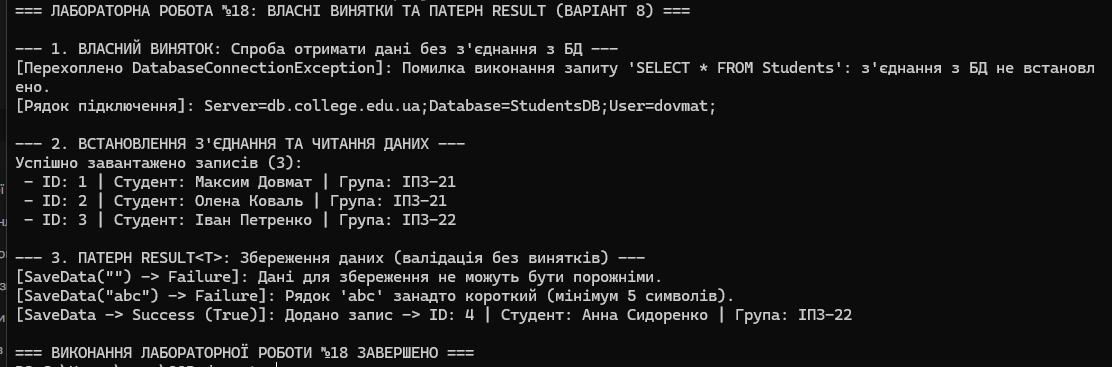 === ЛАБОРАТОРНА РОБОТА №18: ВЛАСНІ ВИНЯТКИ ТА ПАТЕРН RESULT (ВАРІАНТ 8) ===
--- 1. ВЛАСНИЙ ВИНЯТОК: Спроба отримати дані без з'єднання з БД ---
[Перехоплено DatabaseConnectionException]: Помилка виконання запиту 'SELECT * FROM Students': з'єднання з БД не встановл
ено.
[Рядок підключення]: Server=db.college.edu.ua;Database=StudentsDB;User=dovmat;
--- 2. ВСТАНОВЛЕННЯ З'ЄДНАННЯ ТА ЧИТАННЯ ДАНИХ ---
Успішно завантажено записів (3):
- ID: 1 | Студент: Максим Довмат | Група: ІПЗ-21
- ID: 2 | Студент: Олена Коваль | Група: ІПЗ-21
- ID: 3 | Студент: Іван Петренко | Група: ІПЗ-22
--- 3. ПАТЕРН RESULT<T>: Збереження даних (валідація без винятків) ---
[SaveData("") -> Failure]: Дані для збереження не можуть бути порожніми.
[SaveData("abc") -> Failure]: Рядок 'abc' занадто короткий (мінімум 5 символів).
[SaveData -> Success (True)]: Додано запис -> ID: 4 | Студент: Анна Сидоренко | Група: ІПЗ-22
=== ВИКОНАННЯ ЛАБОРАТОРНОЇ РОБОТИ №18 ЗАВЕРШЕНО ===